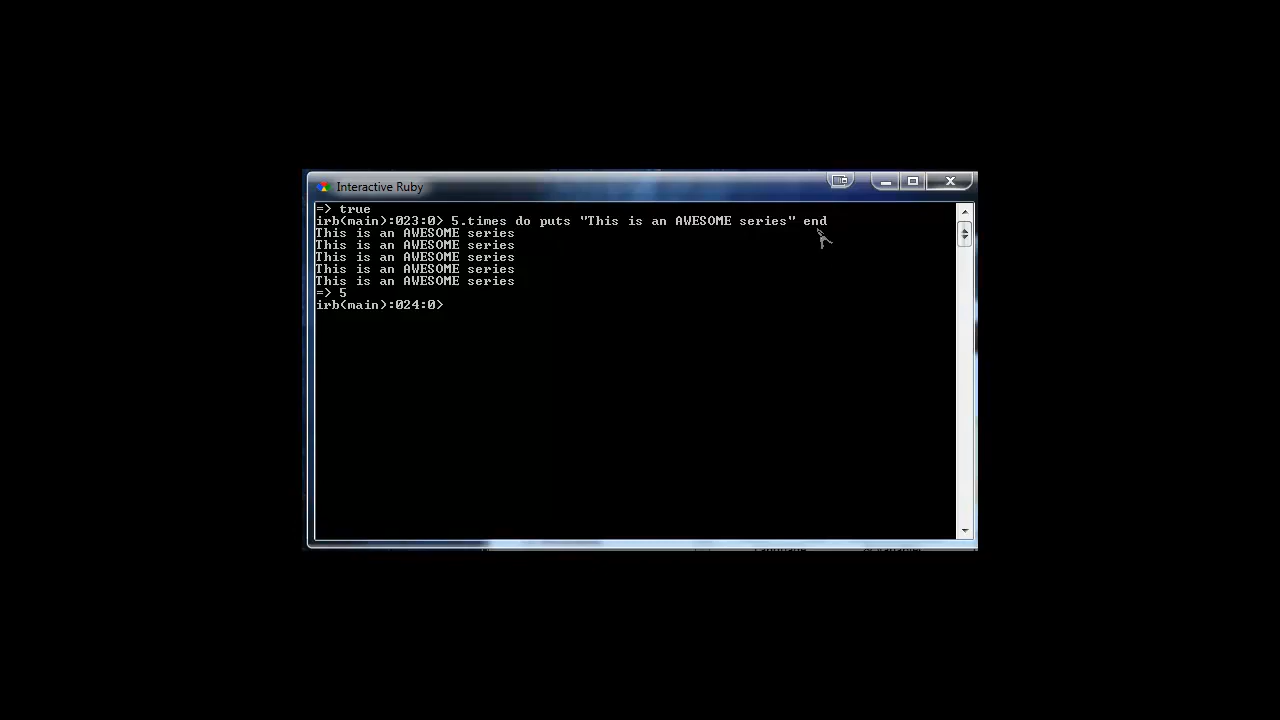 Interactive Ruby
=> true
irb(main):023:0> 5.times do puts "This is an AWESOME series" end
This is an AWESOME series
This is an AWESOME series
This is an AWESOME series
This is an AWESOME series
This is an AWESOME series
=> 5
irb(main):024:0>